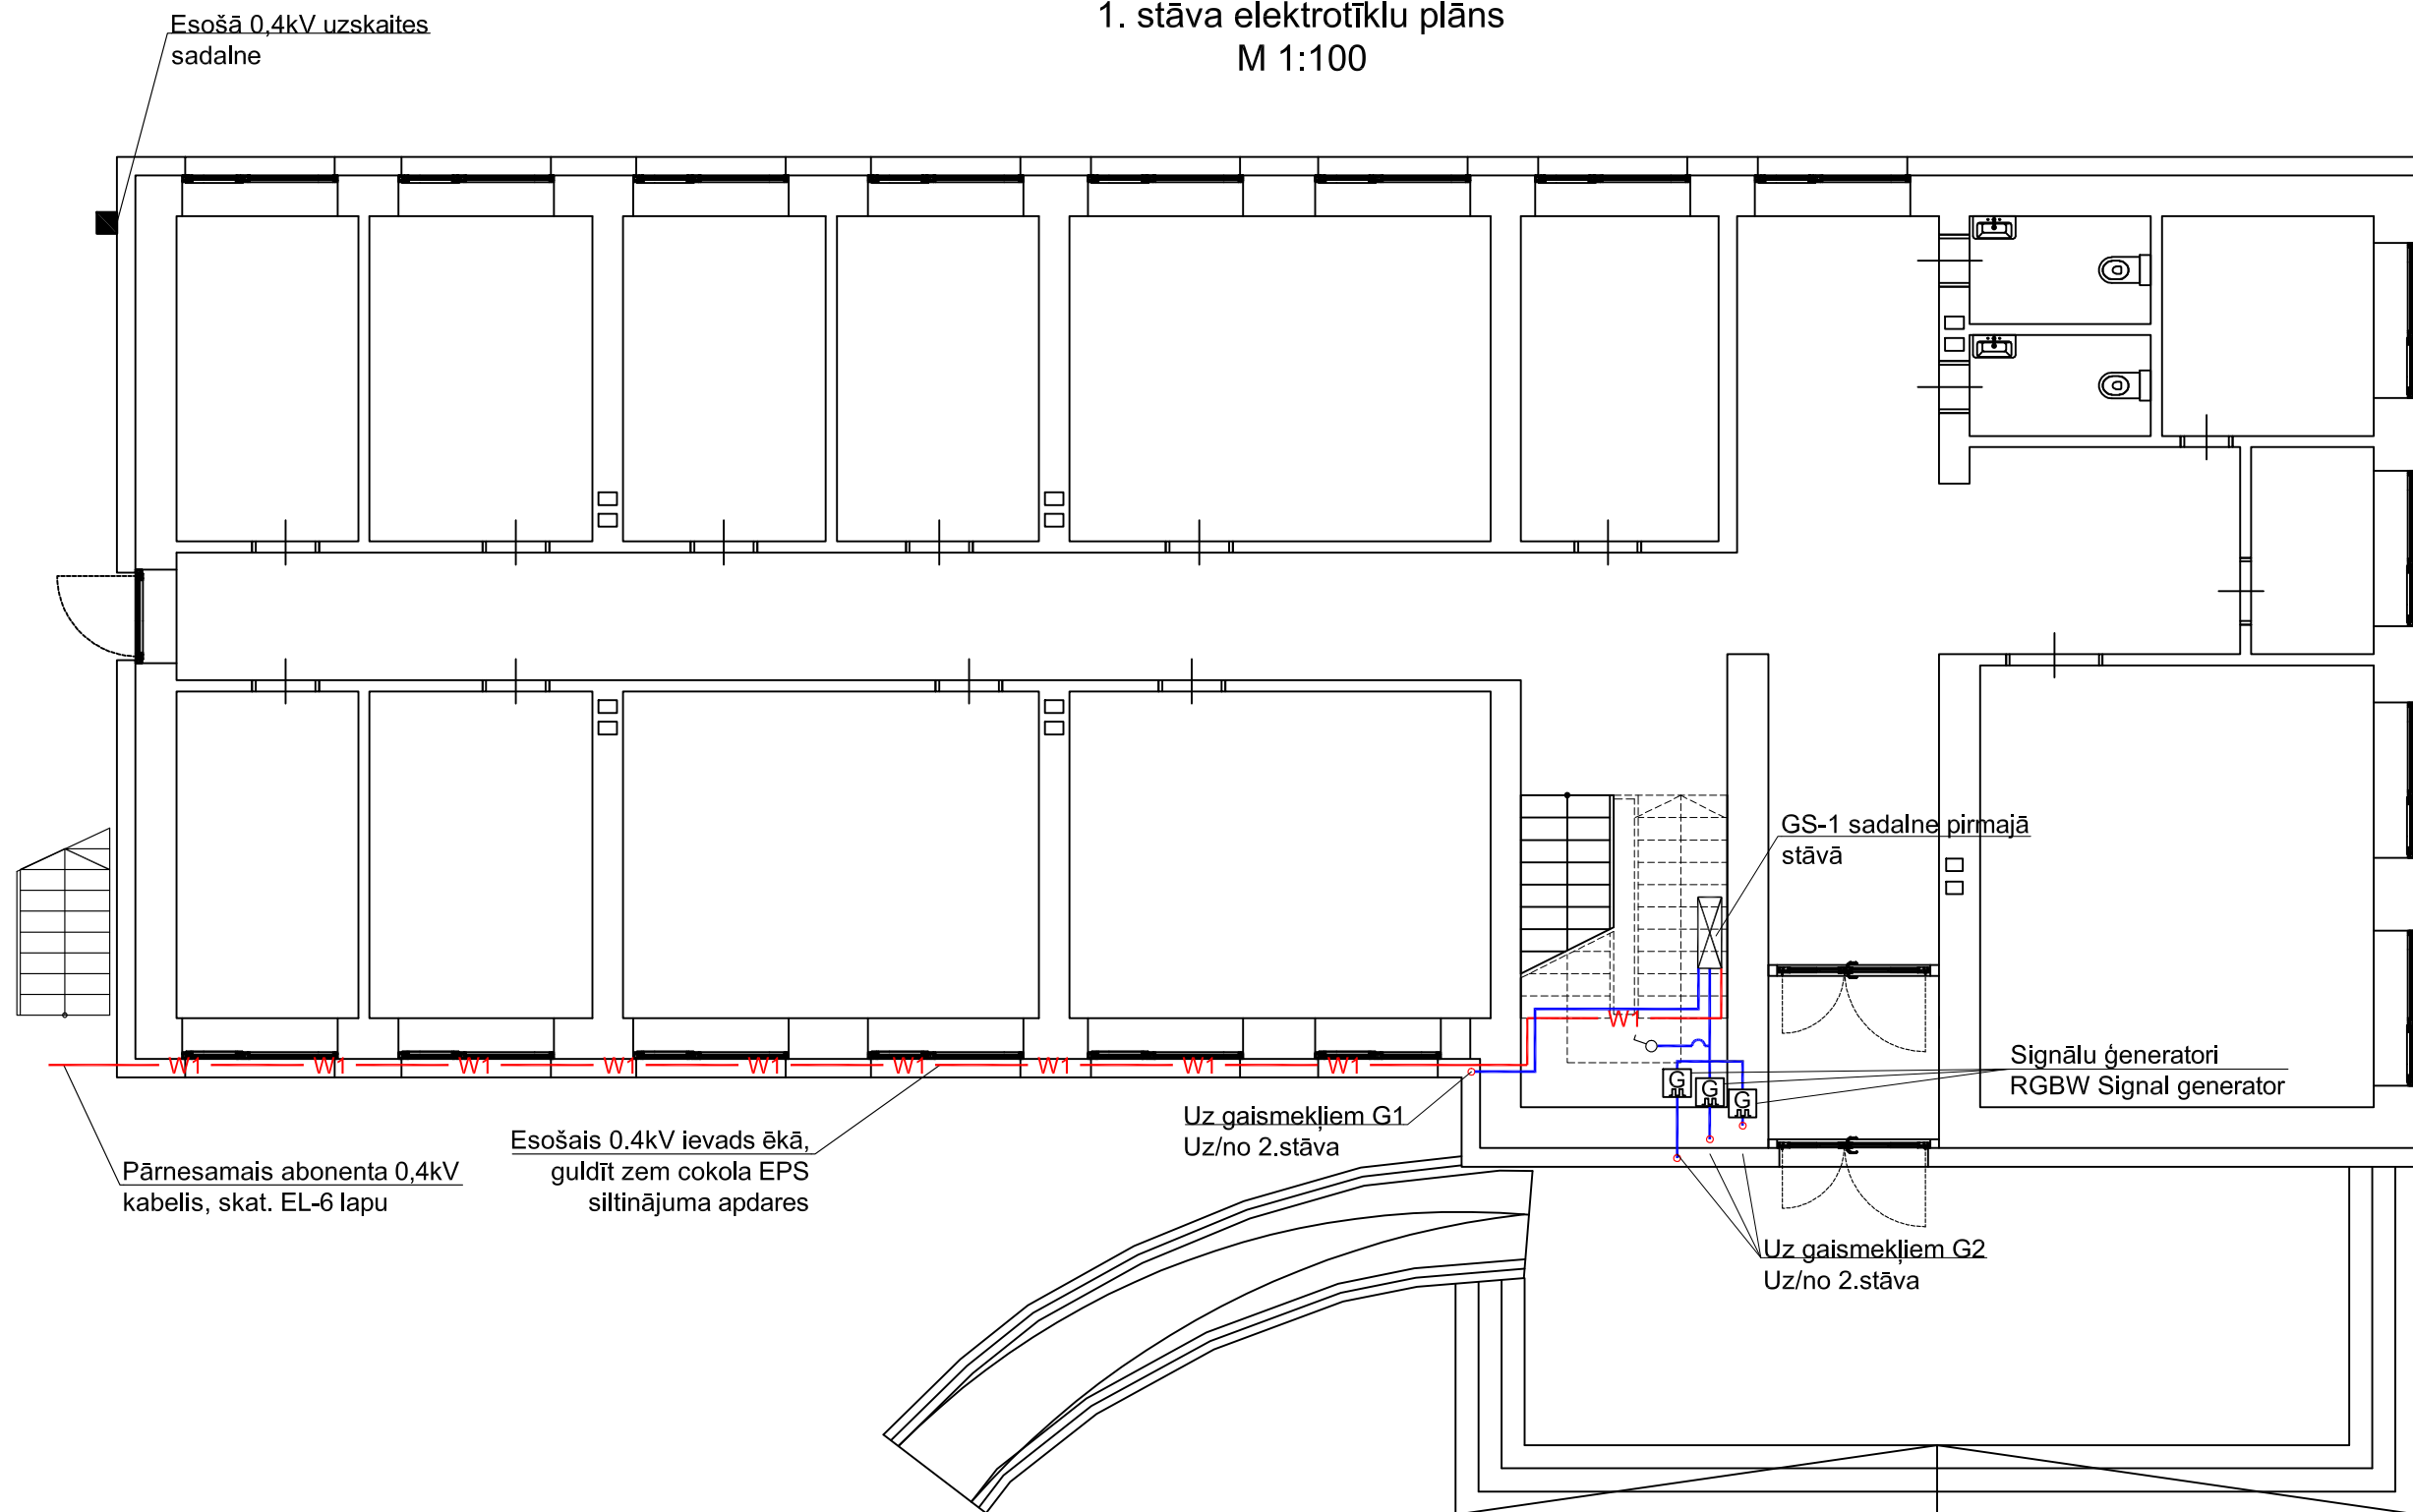 1. stāva elektrotīklu plāns
M 1:100
Esošā 0,4kV uzskaites
sadalne
GS-1 sadalne pirmajā
stāvā
W1
W1 W1 W1 W1 W1 W1 W1 W1 W1
G G G
Signālu ģeneratori
RGBW Signal generator
Uz gaismekļiem G1
Uz/no 2.stāva
Esošais 0.4kV ievads ēkā,
guldīt zem cokola EPS
siltinājuma apdares
Pārnesamais abonenta 0,4kV
kabelis, skat. EL-6 lapu
Uz gaismekļiem G2
Uz/no 2.stāva